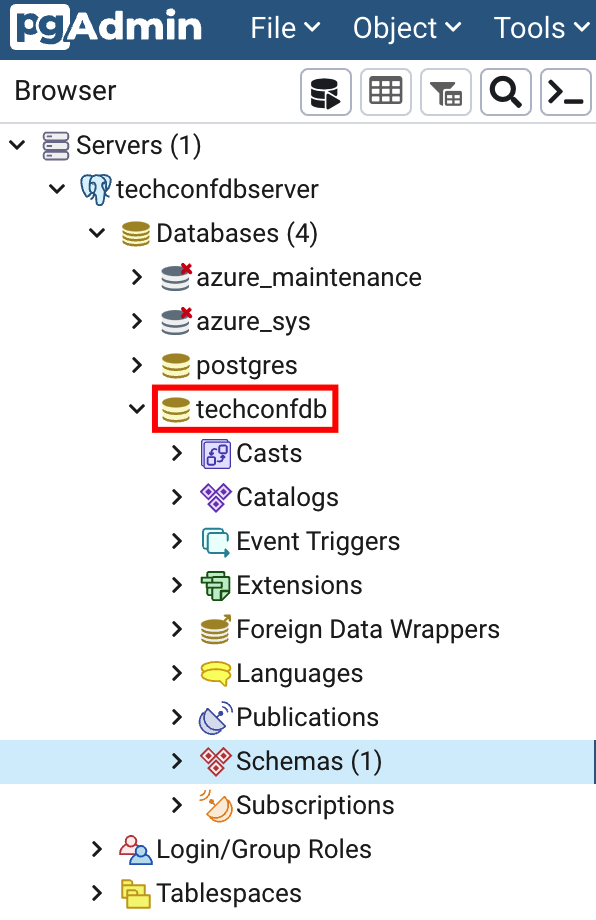 pgAdmin File Object Tools
Browser
Servers (1)
techconfdbserver
Databases (4)
azure_maintenance
azure_sys
postgres
techconfdb
Casts
Catalogs
Event Triggers
Extensions
Foreign Data Wrappers
Languages
Publications
Schemas (1)
Subscriptions
Login/Group Roles
Tablespaces